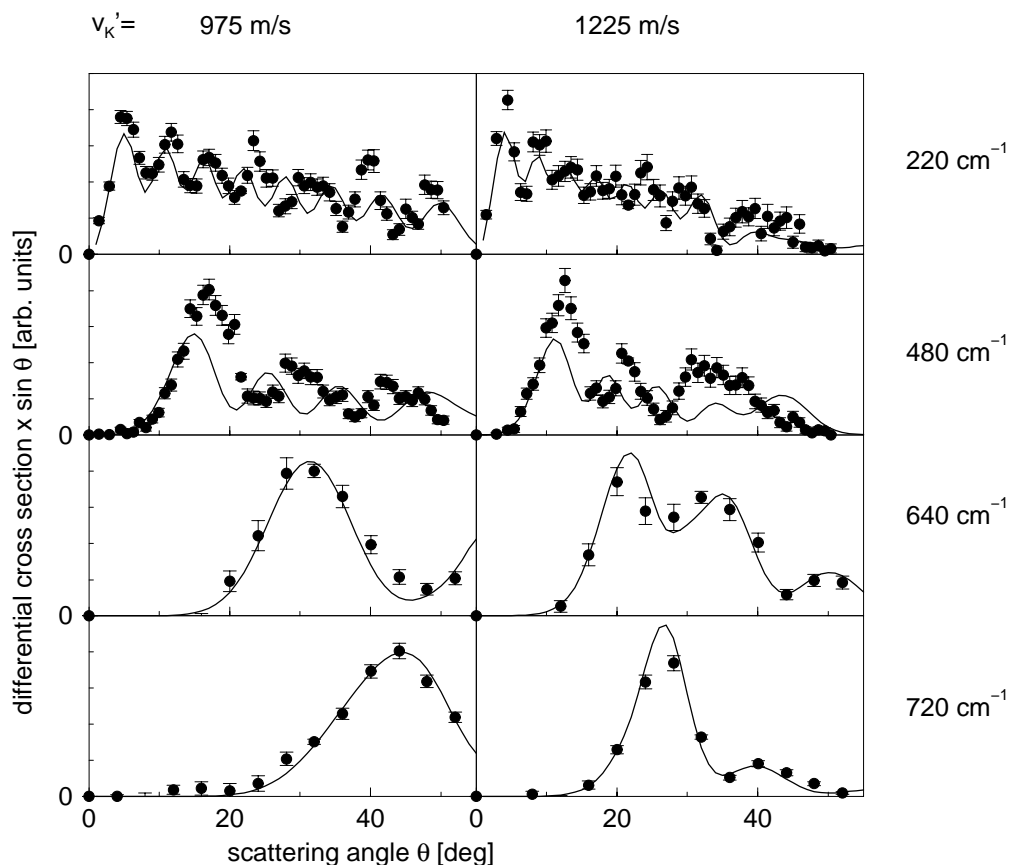 vK'= 975 m/s 1225 m/s
differential cross section x sin θ [arb. units]
0
220 cm⁻¹
0
480 cm⁻¹
0
640 cm⁻¹
0
720 cm⁻¹
0 20 40 0 20 40
scattering angle θ [deg]